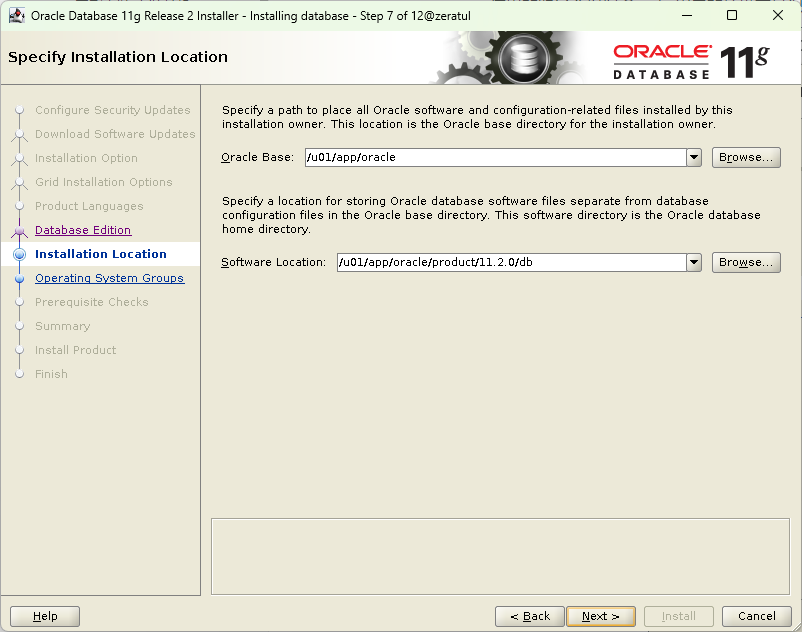 Oracle Database 11g Release 2 Installer - Installing database - Step 7 of 12@zeratul
Specify Installation Location
ORACLE
DATABASE
11g
Configure Security Updates
Download Software Updates
Installation Option
Grid Installation Options
Product Languages
Database Edition
Installation Location
Operating System Groups
Prerequisite Checks
Summary
Install Product
Finish
Specify a path to place all Oracle software and configuration-related files installed by this
installation owner. This location is the Oracle base directory for the installation owner.
Oracle Base: /u01/app/oracle Browse...
Specify a location for storing Oracle database software files separate from database
configuration files in the Oracle base directory. This software directory is the Oracle database
home directory.
Software Location: /u01/app/oracle/product/11.2.0/db Browse...
Help < Back Next > Install Cancel